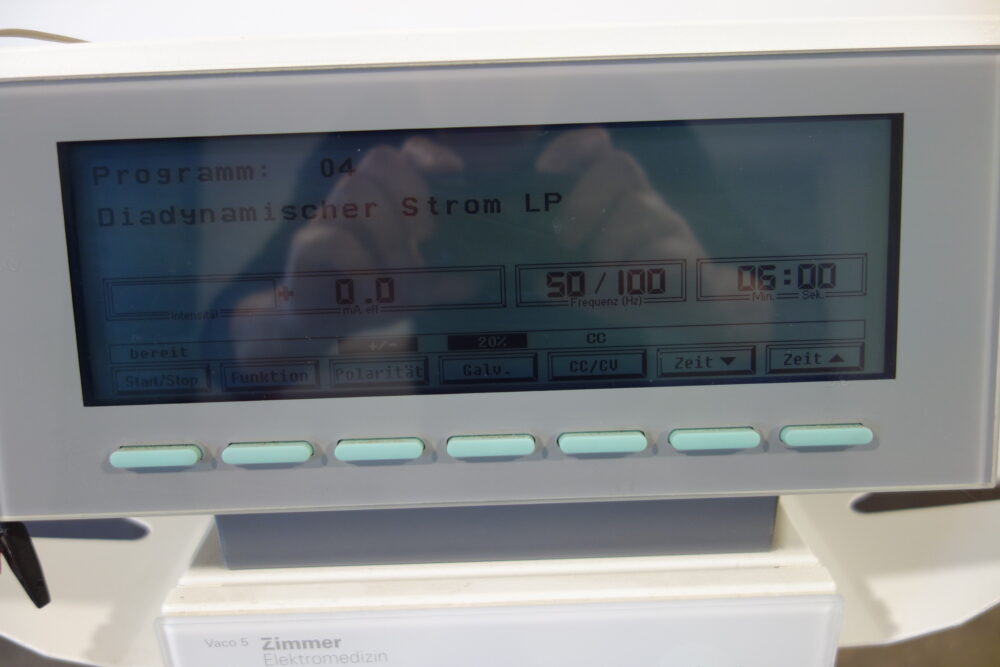 Programm: 04
Diadynamischer Strom LP
+ 0.0 50/100 06:00
Intensität mA eff Frequenz (Hz) Min. Sek.
+/- 20% CC
bereit
Start/Stop Funktion Polarität Galv. CC/CV Zeit▼ Zeit▲
Vaco 5 Zimmer
Elektromedizin